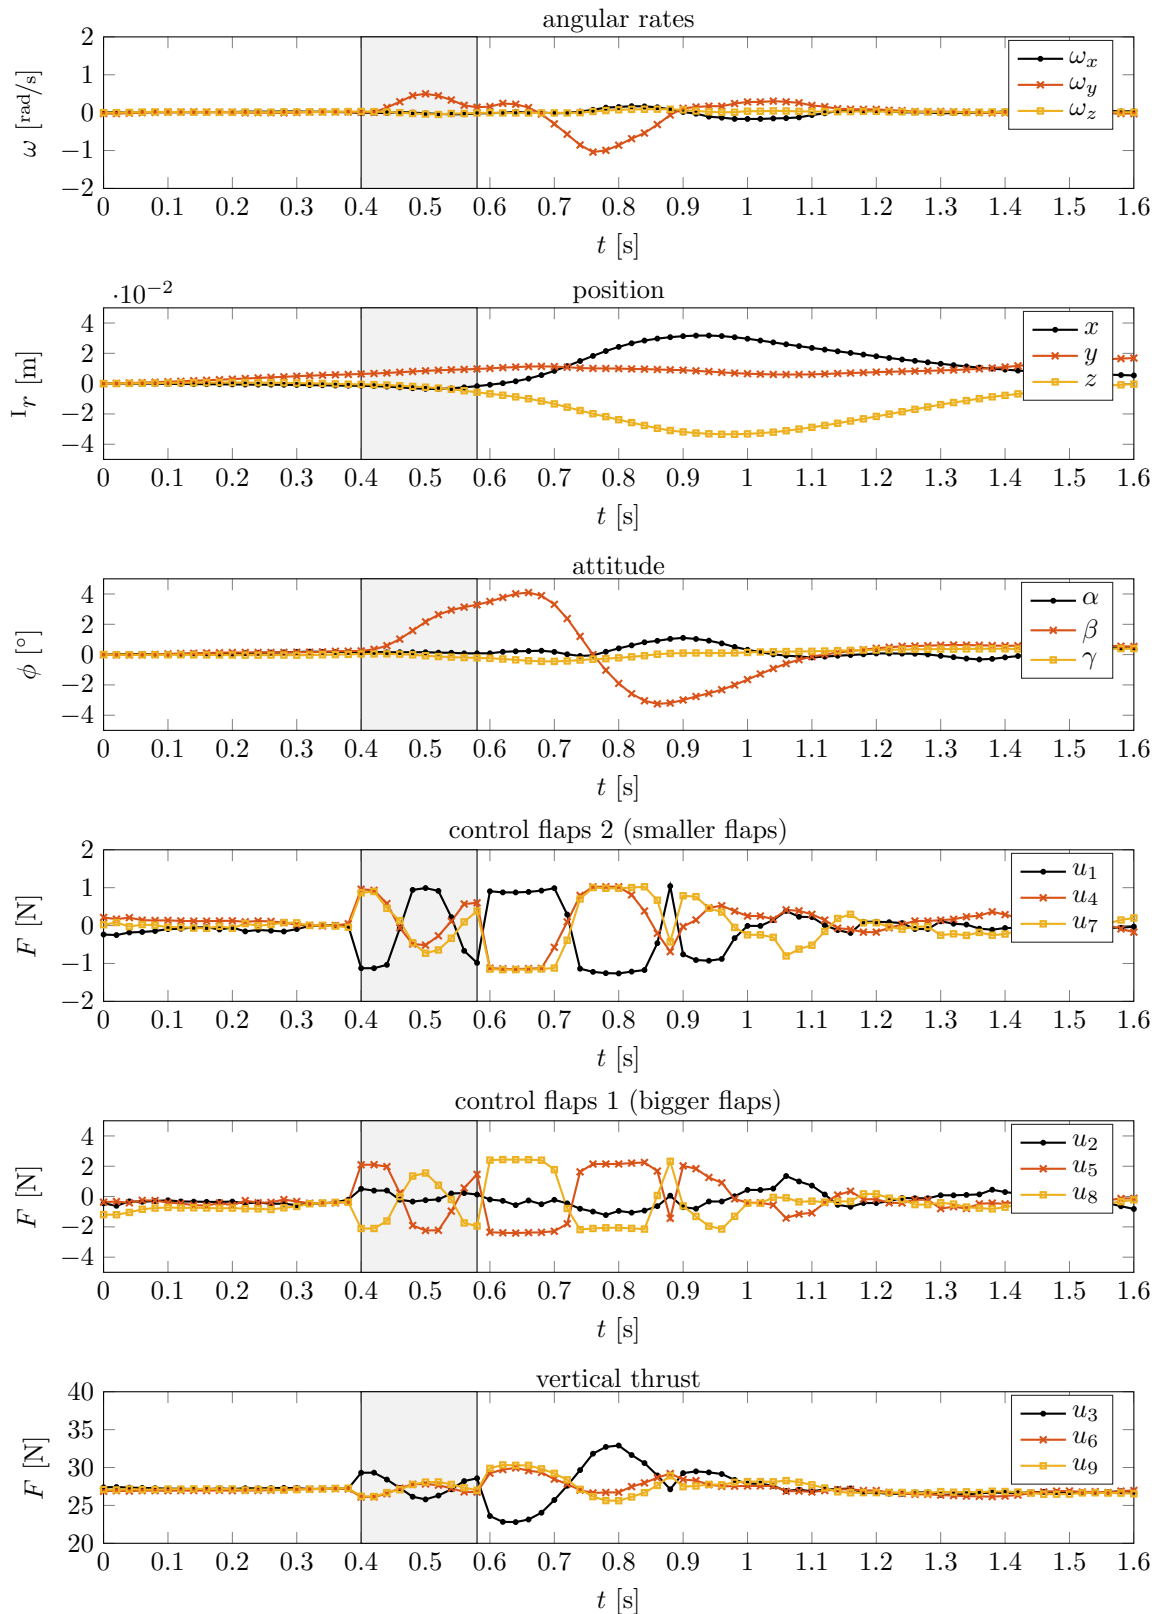 angular rates
2
1
0
−1
−2
ω [rad/s]
ω_x
ω_y
ω_z
0 0.1 0.2 0.3 0.4 0.5 0.6 0.7 0.8 0.9 1 1.1 1.2 1.3 1.4 1.5 1.6
t [s]
·10⁻²
position
4
2
0
−2
−4
ᴵr [m]
x
y
z
0 0.1 0.2 0.3 0.4 0.5 0.6 0.7 0.8 0.9 1 1.1 1.2 1.3 1.4 1.5 1.6
t [s]
attitude
4
2
0
−2
−4
ϕ [°]
α
β
γ
0 0.1 0.2 0.3 0.4 0.5 0.6 0.7 0.8 0.9 1 1.1 1.2 1.3 1.4 1.5 1.6
t [s]
control flaps 2 (smaller flaps)
2
1
0
−1
−2
F [N]
u₁
u₄
u₇
0 0.1 0.2 0.3 0.4 0.5 0.6 0.7 0.8 0.9 1 1.1 1.2 1.3 1.4 1.5 1.6
t [s]
control flaps 1 (bigger flaps)
4
2
0
−2
−4
F [N]
u₂
u₅
u₈
0 0.1 0.2 0.3 0.4 0.5 0.6 0.7 0.8 0.9 1 1.1 1.2 1.3 1.4 1.5 1.6
t [s]
vertical thrust
40
35
30
25
20
F [N]
u₃
u₆
u₉
0 0.1 0.2 0.3 0.4 0.5 0.6 0.7 0.8 0.9 1 1.1 1.2 1.3 1.4 1.5 1.6
t [s]